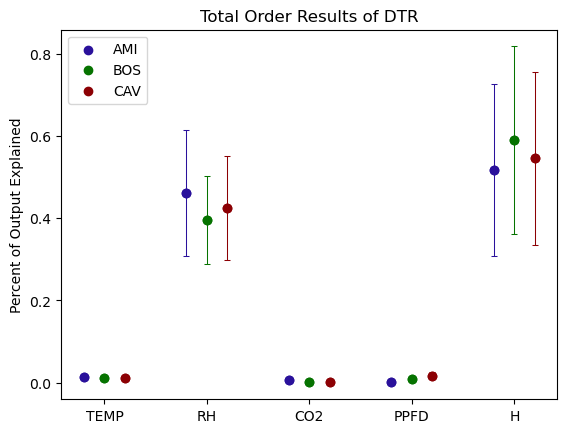 Total Order Results of DTR
AMI
BOS
CAV
Percent of Output Explained
0.8
0.6
0.4
0.2
0.0
TEMP RH CO2 PPFD H